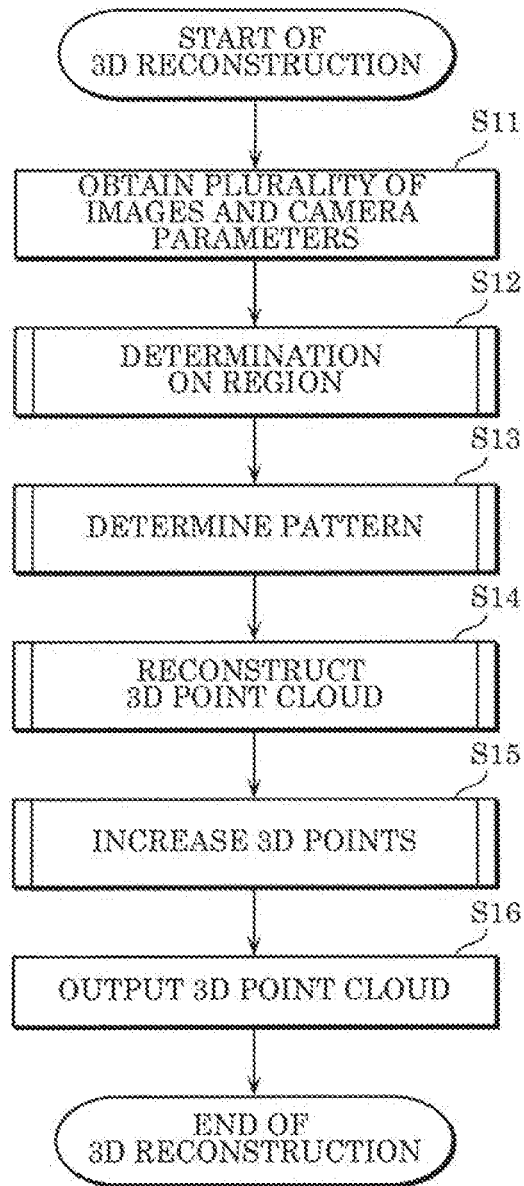 START OF
3D RECONSTRUCTION
S11
OBTAIN PLURALITY OF
IMAGES AND CAMERA
PARAMETERS
S12
DETERMINATION
ON REGION
S13
DETERMINE PATTERN
S14
RECONSTRUCT
3D POINT CLOUD
S15
INCREASE 3D POINTS
S16
OUTPUT 3D POINT CLOUD
END OF
3D RECONSTRUCTION